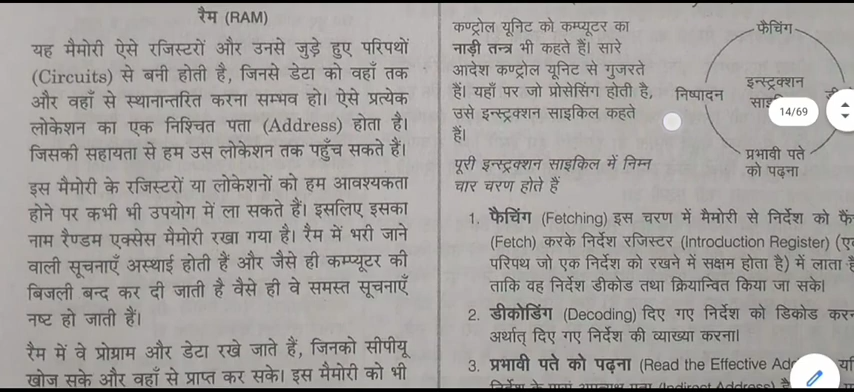 रैम (RAM)
यह मैमोरी ऐसे रजिस्टरों और उनसे जुड़े हुए परिपथों
(Circuits) से बनी होती है, जिनसे डेटा को वहाँ तक
और वहाँ से स्थानान्तरित करना सम्भव हो। ऐसे प्रत्येक
लोकेशन का एक निश्चित पता (Address) होता है।
जिसकी सहायता से हम उस लोकेशन तक पहुँच सकते हैं।
इस मैमोरी के रजिस्टरों या लोकेशनों को हम आवश्यकता
होने पर कभी भी उपयोग में ला सकते हैं। इसलिए इसका
नाम रैण्डम एक्सेस मैमोरी रखा गया है। रैम में भरी जाने
वाली सूचनाएँ अस्थाई होती हैं और जैसे ही कम्प्यूटर की
बिजली बन्द कर दी जाती है वैसे ही वे समस्त सूचनाएँ
नष्ट हो जाती हैं।
रैम में वे प्रोग्राम और डेटा रखे जाते हैं, जिनको सीपीयू
खोज सके और वहाँ से प्राप्त कर सके। इस मैमोरी को भी
कण्ट्रोल यूनिट को कम्प्यूटर का
नाड़ी तन्त्र भी कहते हैं। सारे
आदेश कण्ट्रोल यूनिट से गुजरते
हैं। यहाँ पर जो प्रोसेसिंग होती है,
उसे इन्स्ट्रक्शन साइकिल कहते
हैं।
फैचिंग
निष्पादन
इन्स्ट्रक्शन
14/69
प्रभावी पते
को पढ़ना
पूरी इन्स्ट्रक्शन साइकिल में निम्न
चार चरण होते हैं
1. फैचिंग (Fetching) इस चरण में मैमोरी से निर्देश को
(Fetch) करके निर्देश रजिस्टर (Introduction Register)
परिपथ जो एक निर्देश को रखने में सक्षम होता है) में लाता
ताकि वह निर्देश डीकोड तथा क्रियान्वित किया जा सके।
2. डीकोडिंग (Decoding) दिए गए निर्देश को डिकोड
अर्थात् दिए गए निर्देश की व्याख्या करना।
3. प्रभावी पते को पढ़ना (Read the Effective
निर्देश के पास (Indirect Address)